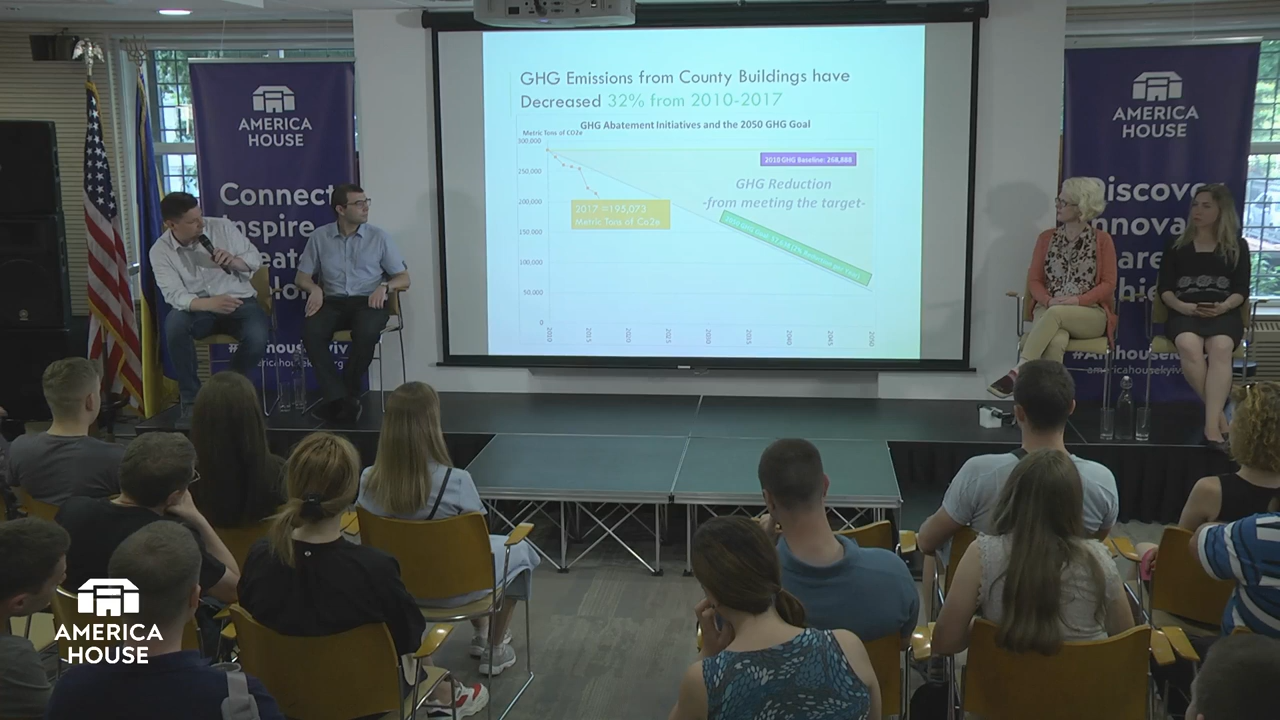 AMERICA
HOUSE
Connect
GHG Emissions from County Buildings have
Decreased 32% from 2010-2017
GHG Abatement Initiatives and the 2050 GHG Goal
Metric Tons of CO2e
300,000
250,000
200,000
150,000
100,000
50,000
0
2010
2015
2020
2025
2030
2035
2040
2045
2050
2010 GHG Baseline: 268,888
GHG Reduction
-from meeting the target-
2017 =195,073
Metric Tons of Co2e
AMERICA
HOUSE
AMERICA
HOUSE